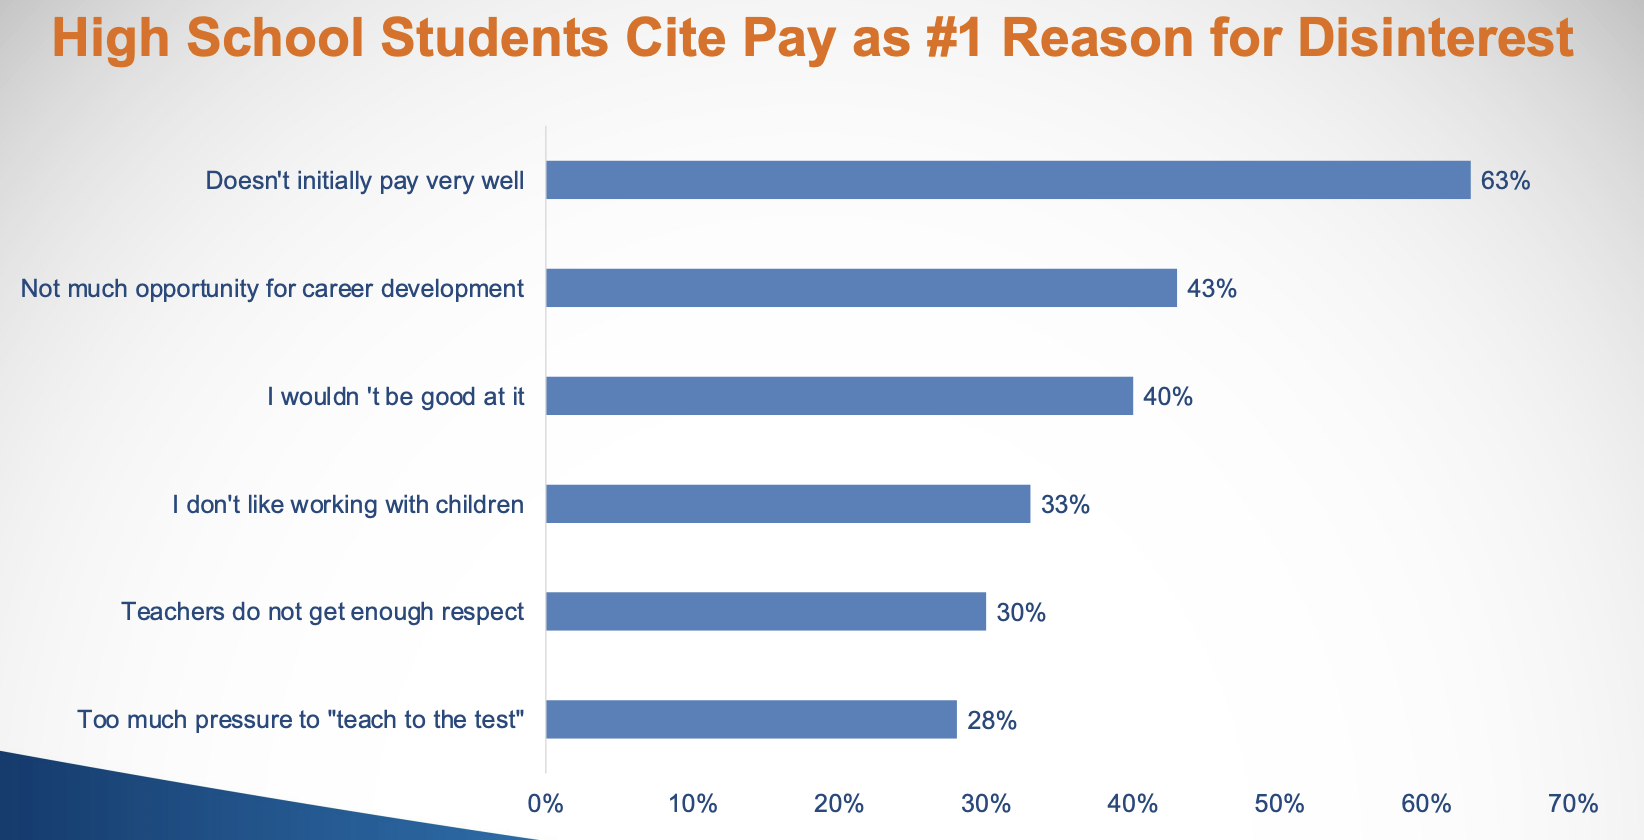 High School Students Cite Pay as #1 Reason for Disinterest
Doesn't initially pay very well
63%
Not much opportunity for career development
43%
I wouldn 't be good at it
40%
I don't like working with children
33%
Teachers do not get enough respect
30%
Too much pressure to "teach to the test"
28%
0% 10% 20% 30% 40% 50% 60% 70%